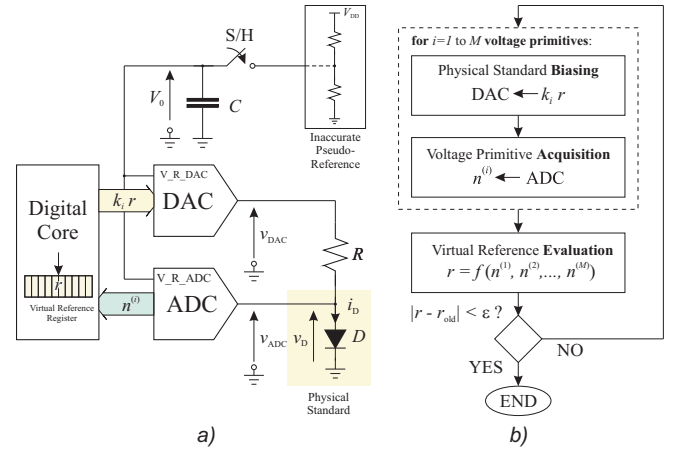 S/H
V_DD
V_0
C
Inaccurate
Pseudo-
Reference
Digital
Core
r
Virtual Reference
Register
k_i r
n^(i)
V_R_DAC
DAC
V_R_ADC
ADC
v_DAC
v_ADC
R
i_D
v_D
D
Physical
Standard
a)
for i=1 to M voltage primitives:
Physical Standard Biasing
DAC ← k_i r
Voltage Primitive Acquisition
n^(i) ← ADC
Virtual Reference Evaluation
r = f(n^(1), n^(2),..., n^(M))
|r - r_old| < ε ?
NO
YES
END
b)